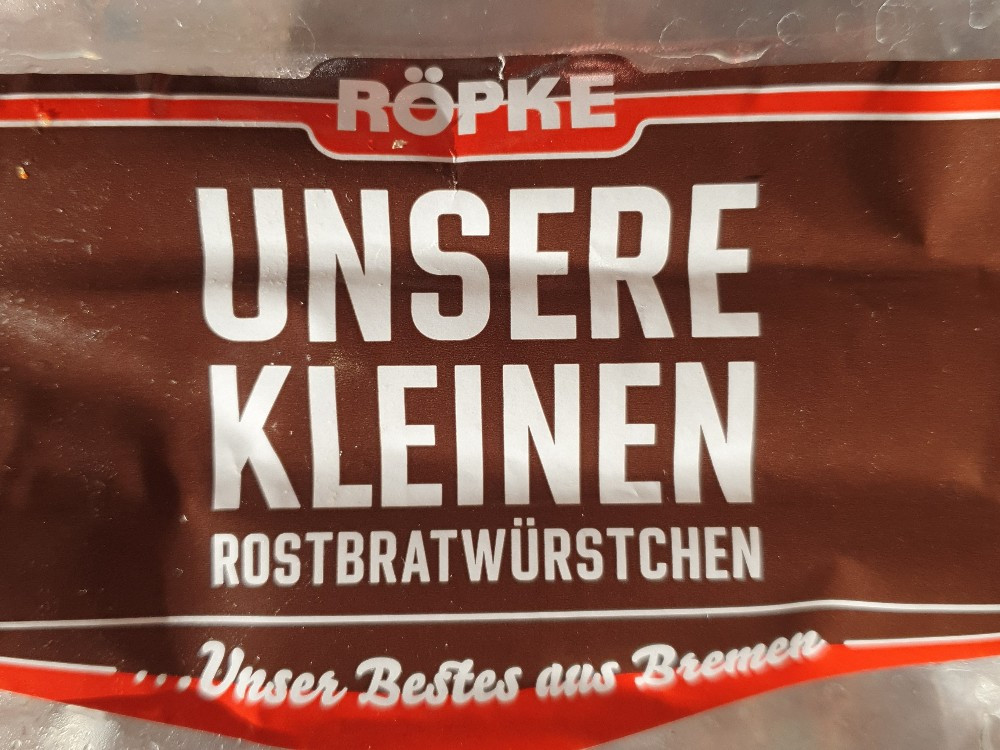 RÖPKE
UNSERE
KLEINEN
ROSTBRATWÜRSTCHEN
...Unser Bestes aus Bremen